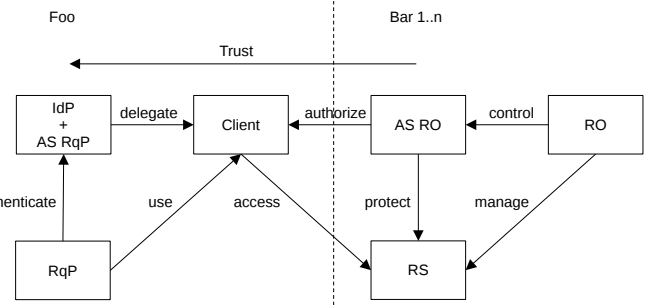 Foo
Bar 1..n
Trust
IdP
+
AS RqP
delegate
Client
authorize
AS RO
control
RO
henticate
use
access
protect
manage
RqP
RS